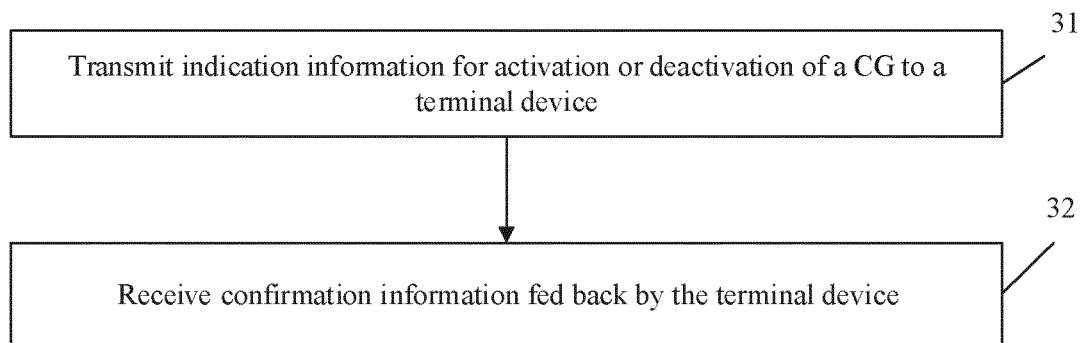 31
Transmit indication information for activation or deactivation of a CG to a
terminal device
32
Receive confirmation information fed back by the terminal device